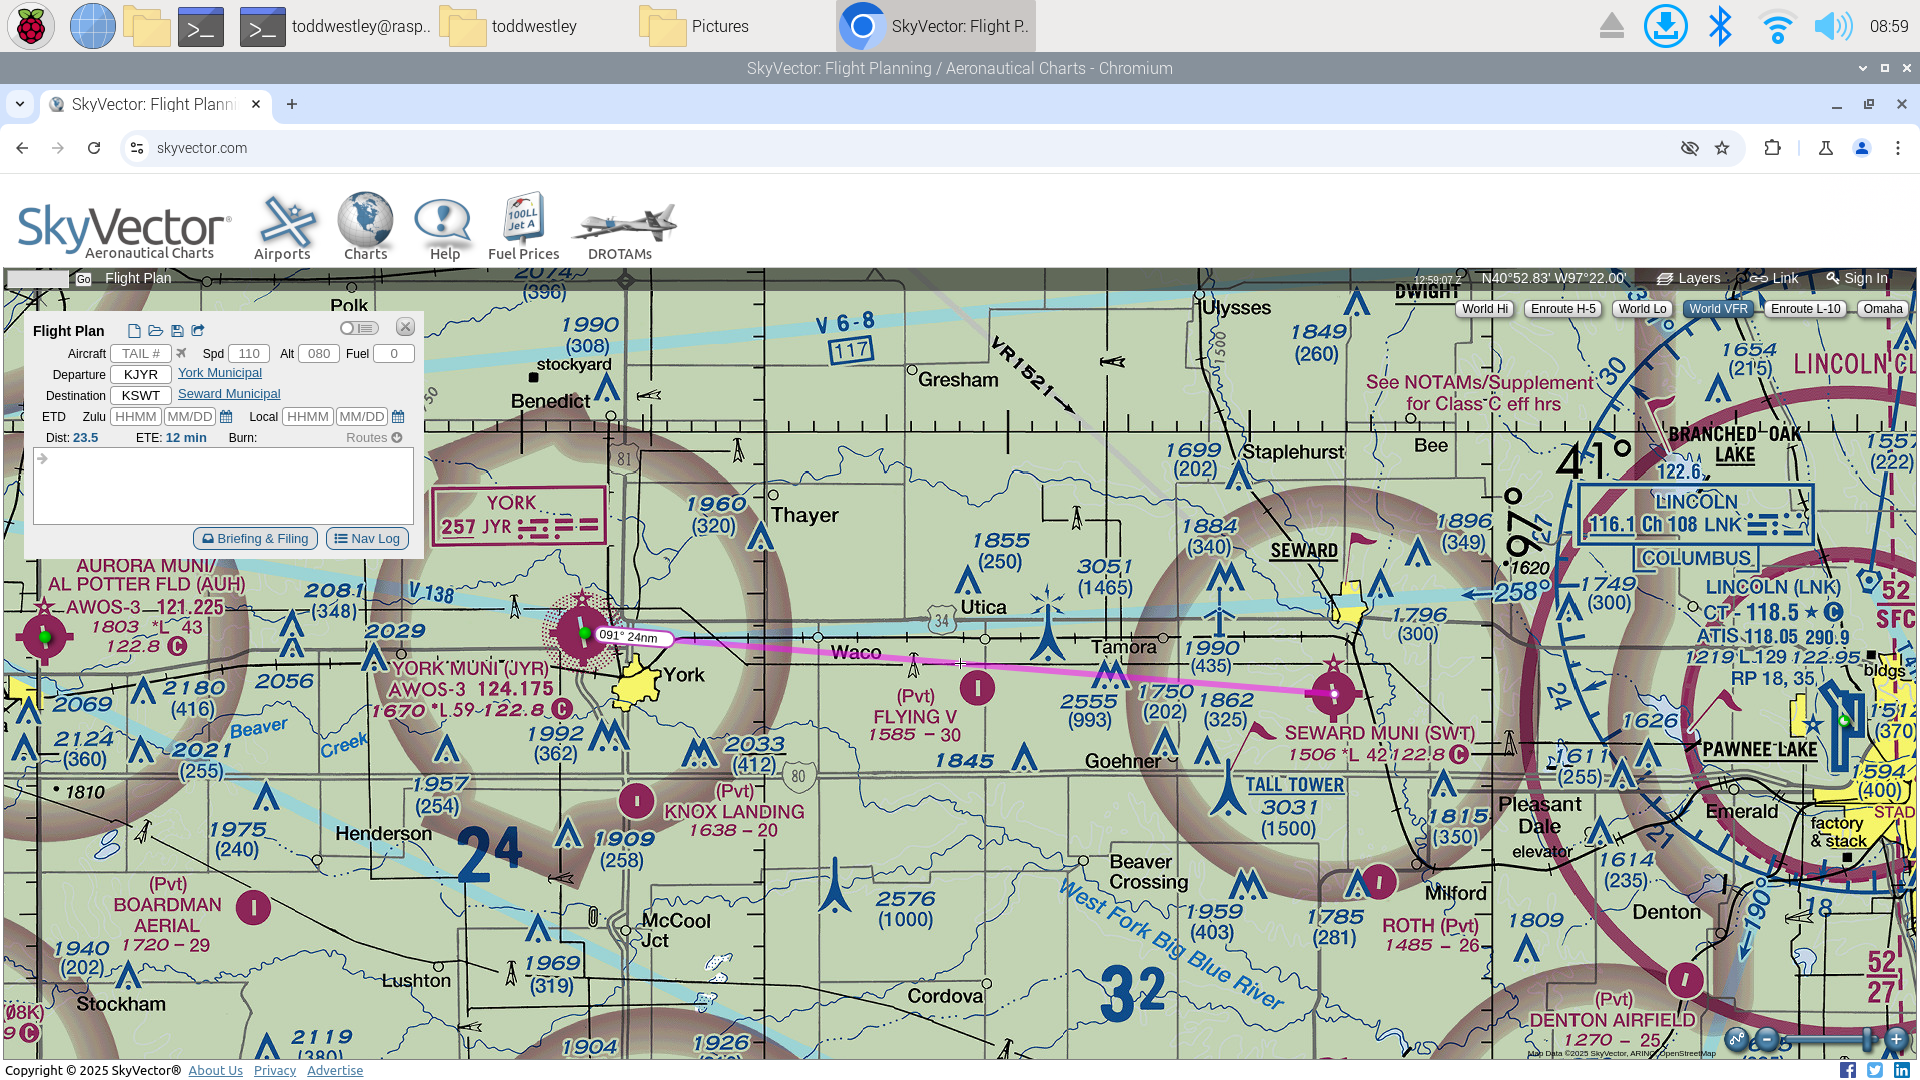 toddwestley@rasp..
toddwestley
Pictures
SkyVector: Flight P..
08:59
SkyVector: Flight Planning / Aeronautical Charts - Chromium
SkyVector: Flight Planni
skyvector.com
SkyVector®
Aeronautical Charts
Airports
Charts
Help
100LL
Jet A
Fuel Prices
DROTAMs
Go
Flight Plan
12:59:07 Z
N40°52.83' W97°22.00'
Layers
Link
Sign In
World Hi
Enroute H-5
World Lo
World VFR
Enroute L-10
Omaha
Flight Plan
Aircraft TAIL # Spd 110 Alt 080 Fuel 0
Departure KJYR York Municipal
Destination KSWT Seward Municipal
ETD Zulu HHMM MM/DD Local HHMM MM/DD
Dist: 23.5 ETE: 12 min Burn: Routes
Briefing & Filing
Nav Log
Polk
2074
(396)
1990
(308)
stockyard
Benedict
V 6-8
117
Gresham
VR1521
Ulysses
1500
DWIGHT
1849
(260)
See NOTAMs/Supplement
for Class C eff hrs
1654
(215)
LINCOLN CL
30
BRANCHED OAK
LAKE
1557
(222)
41°
97°
122.6
LINCOLN
116.1 Ch 108 LNK
COLUMBUS
27
Bee
Staplehurst
1699
(202)
81
YORK
257 JYR
1960
(320)
Thayer
1855
(250)
1884
(340)
SEWARD
1896
(349)
1620
258°
1749
(300)
LINCOLN (LNK)
CT - 118.5 ★ C
ATIS 118.05 290.9
1219 L 129 122.95
RP 18, 35
52
SFC
bldgs
AURORA MUNI/
AL POTTER FLD (AUH)
AWOS-3 121.225
1803 *L 43
122.8 C
2081
(348)
V 138
2029
3051
(1465)
Utica
34
1796
(300)
091° 24nm
Waco
Tamora
1990
(435)
YORK MUNI (JYR)
AWOS-3 124.175
1670 *L 59 122.8 C
York
2056
2180
(416)
2069
2124
(360)
Beaver
Creek
2021
(255)
(Pvt)
FLYING V
1585 - 30
2555
(993)
1750
(202)
1862
(325)
24
SEWARD MUNI (SWT)
1506 *L 42 122.8 C
1626
1512
(370)
PAWNEE LAKE
1992
(362)
2033
(412)
1845
Goehner
1611
(255)
1594
(400)
80
TALL TOWER
3031
(1500)
1810
1957
(254)
(Pvt)
KNOX LANDING
1638 - 20
Pleasant
Dale
elevator
1815
(350)
Emerald
STAD
factory
& stack
21
1975
(240)
Henderson
24
1909
(258)
1614
(235)
Beaver
Crossing
West Fork Big Blue River
Milford
(Pvt)
BOARDMAN
AERIAL
1720 - 29
2576
(1000)
1959
(403)
1785
(281)
ROTH (Pvt)
1485 - 26
1809
Denton
190°
18
McCool
Jct
1940
(202)
Stockham
Lushton
1969
(319)
Cordova
32
52
27
(Pvt)
DENTON AIRFIELD
1270 - 25
2119
(380)
1904
1926
Map Data ©2025 SkyVector, ARINC, OpenStreetMap
Copyright © 2025 SkyVector® About Us Privacy Advertise